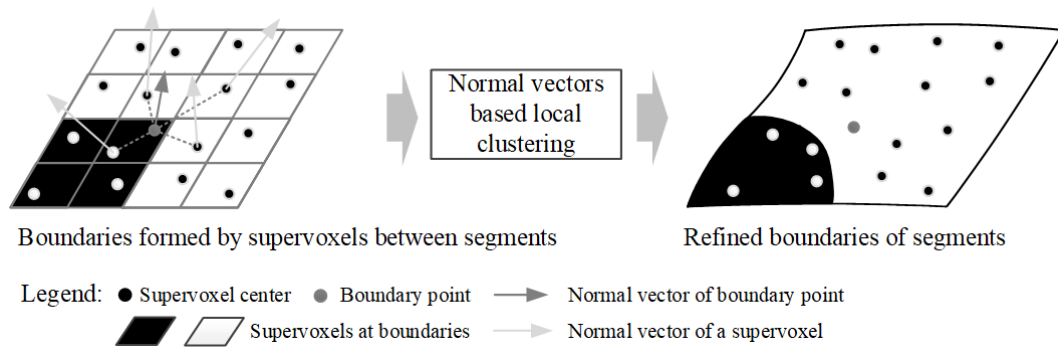 Normal vectors
based local
clustering
Boundaries formed by supervoxels between segments
Refined boundaries of segments
Legend: Supervoxel center Boundary point Normal vector of boundary point
Supervoxels at boundaries Normal vector of a supervoxel